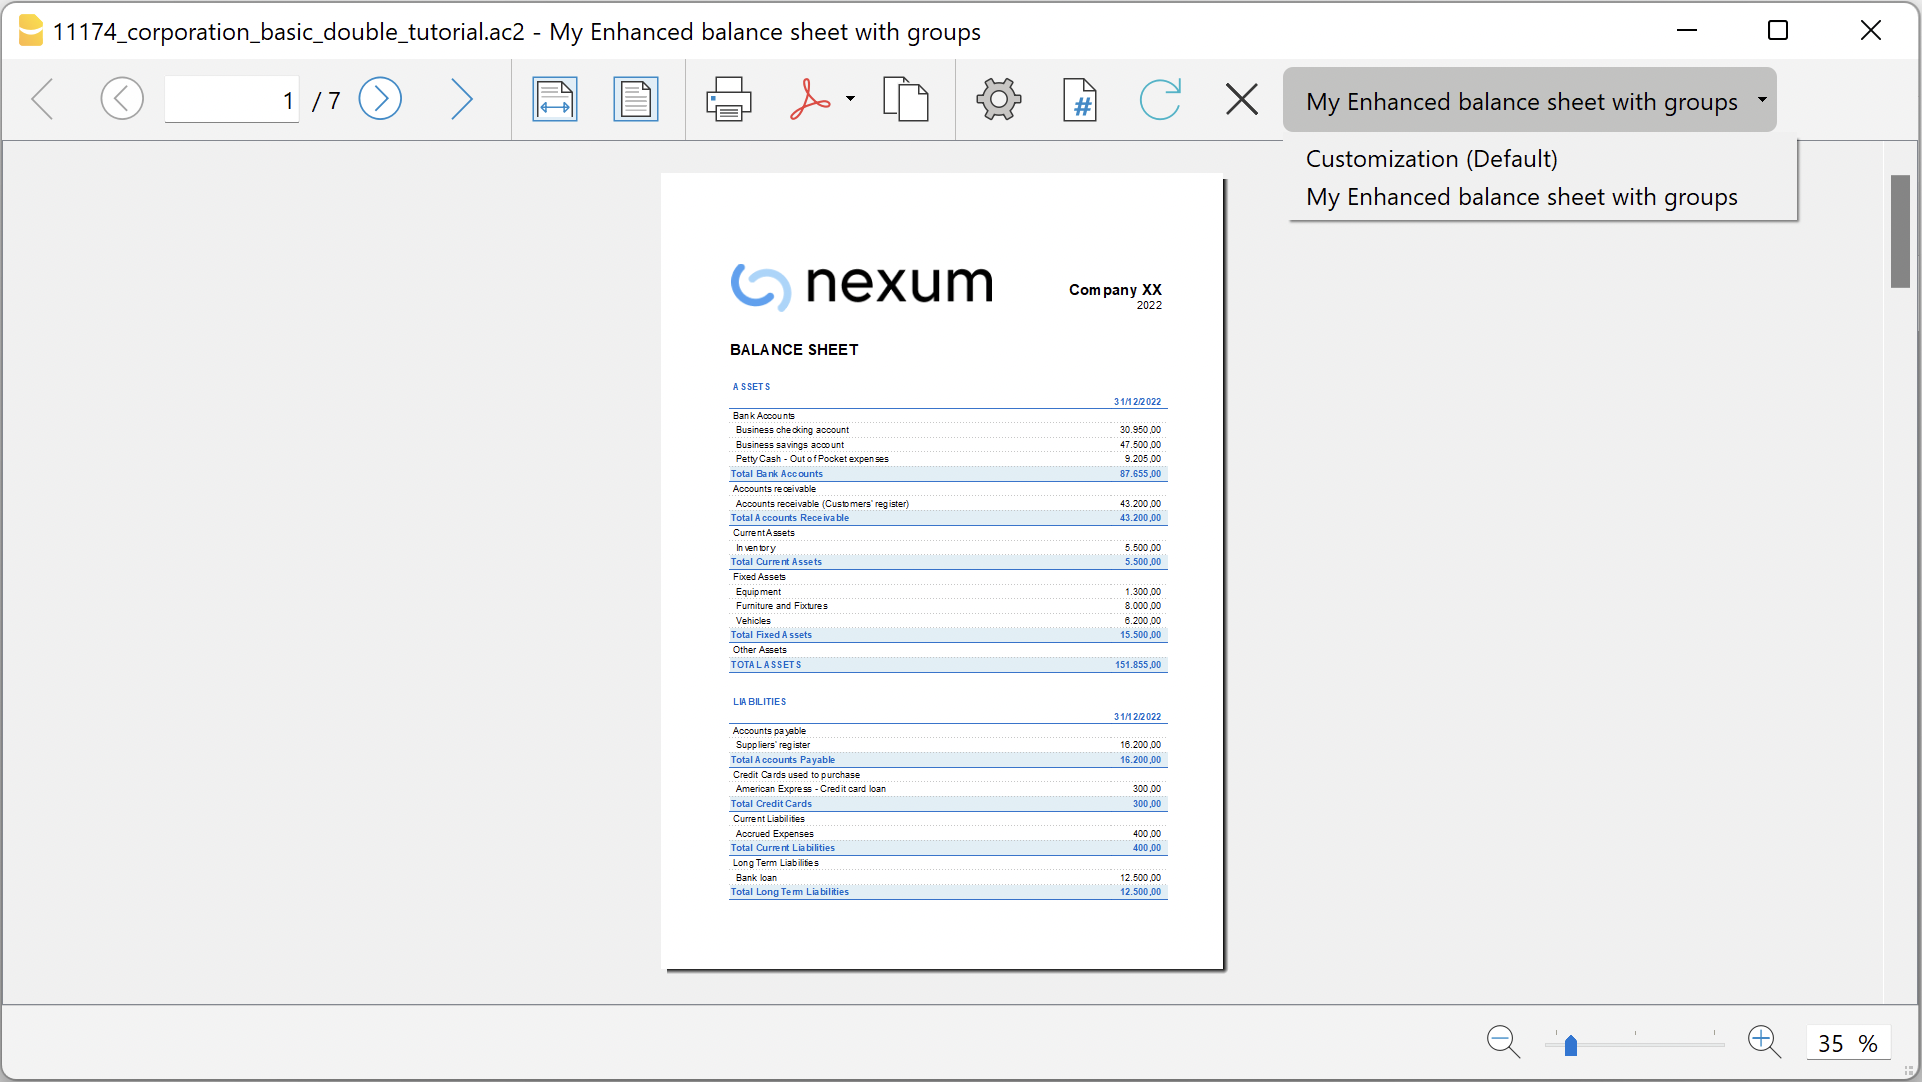 11174_corporation_basic_double_tutorial.ac2 - My Enhanced balance sheet with groups
1 / 7
#
My Enhanced balance sheet with groups
Customization (Default)
My Enhanced balance sheet with groups
nexum
Company XX
2022
BALANCE SHEET
ASSETS
31/12/2022
Bank Accounts
Business checking account 30.950,00
Business savings account 47.500,00
Petty Cash - Out of Pocket expenses 9.205,00
Total Bank Accounts 87.655,00
Accounts receivable
Accounts receivable (Customers' register) 43.200,00
Total Accounts Receivable 43.200,00
Current Assets
Inventory 5.500,00
Total Current Assets 5.500,00
Fixed Assets
Equipment 1.300,00
Furniture and Fixtures 8.000,00
Vehicles 6.200,00
Total Fixed Assets 15.500,00
Other Assets
TOTAL ASSETS 151.855,00
LIABILITIES
31/12/2022
Accounts payable
Suppliers' register 16.200,00
Total Accounts Payable 16.200,00
Credit Cards used to purchase
American Express - Credit card loan 300,00
Total Credit Cards 300,00
Current Liabilities
Accrued Expenses 400,00
Total Current Liabilities 400,00
Long Term Liabilities
Bank loan 12.500,00
Total Long Term Liabilities 12.500,00
35 %